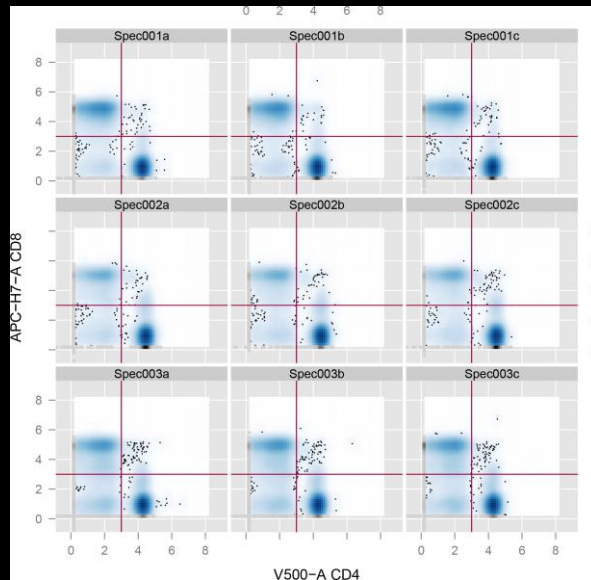 0 2 4 6 8
Spec001a Spec001b Spec001c
8
6
4
2
0
Spec002a Spec002b Spec002c
APC-H7-A CD8
Spec003a Spec003b Spec003c
8
6
4
2
0
0 2 4 6 8 0 2 4 6 8
V500-A CD4